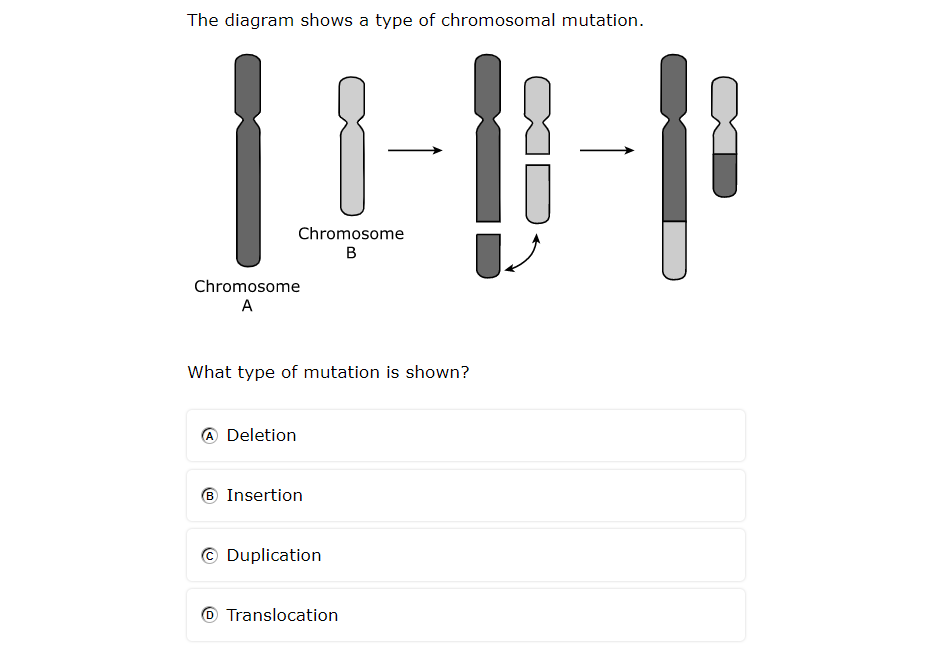 The diagram shows a type of chromosomal mutation.
Chromosome
B
Chromosome
A
What type of mutation is shown?
A Deletion
B Insertion
C Duplication
D Translocation